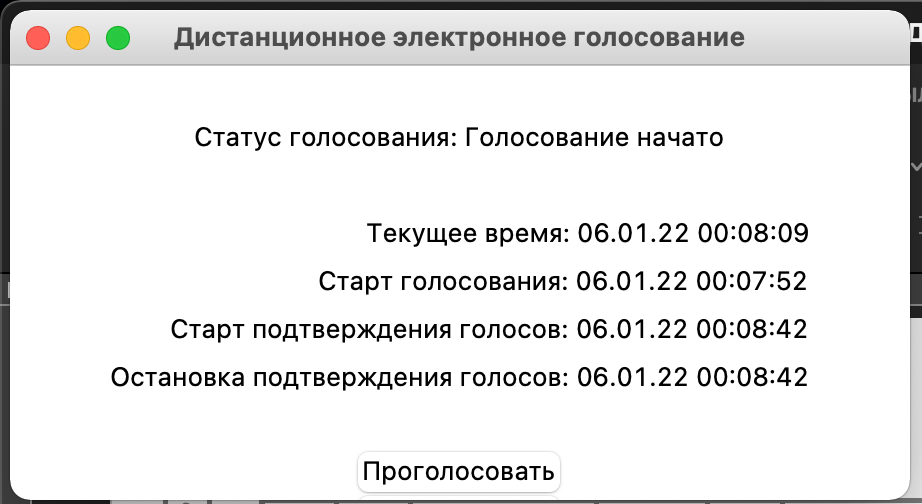 Дистанционное электронное голосование
Статус голосования: Голосование начато
Текущее время: 06.01.22 00:08:09
Старт голосования: 06.01.22 00:07:52
Старт подтверждения голосов: 06.01.22 00:08:42
Остановка подтверждения голосов: 06.01.22 00:08:42
Проголосовать